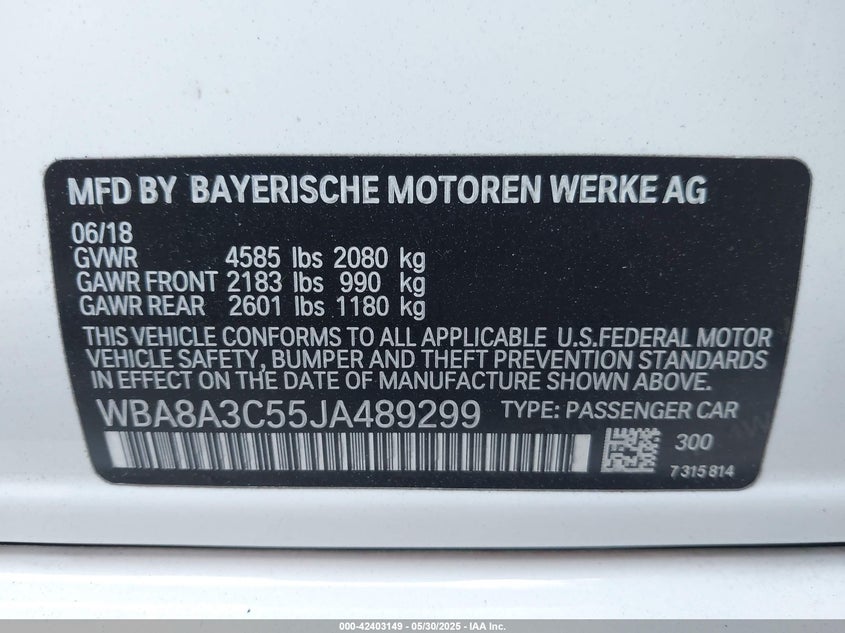 MFD BY BAYERISCHE MOTOREN WERKE AG
06/18
GVWR 4585 lbs 2080 kg
GAWR FRONT 2183 lbs 990 kg
GAWR REAR 2601 lbs 1180 kg
THIS VEHICLE CONFORMS TO ALL APPLICABLE U.S.FEDERAL MOTOR
VEHICLE SAFETY, BUMPER AND THEFT PREVENTION STANDARDS
IN EFFECT ON THE DATE OF MANUFACTURE SHOWN ABOVE.
WBA8A3C55JA489299 TYPE: PASSENGER CAR
300
7 315 814
000-42403149 - 05/30/2025 - IAA Inc.